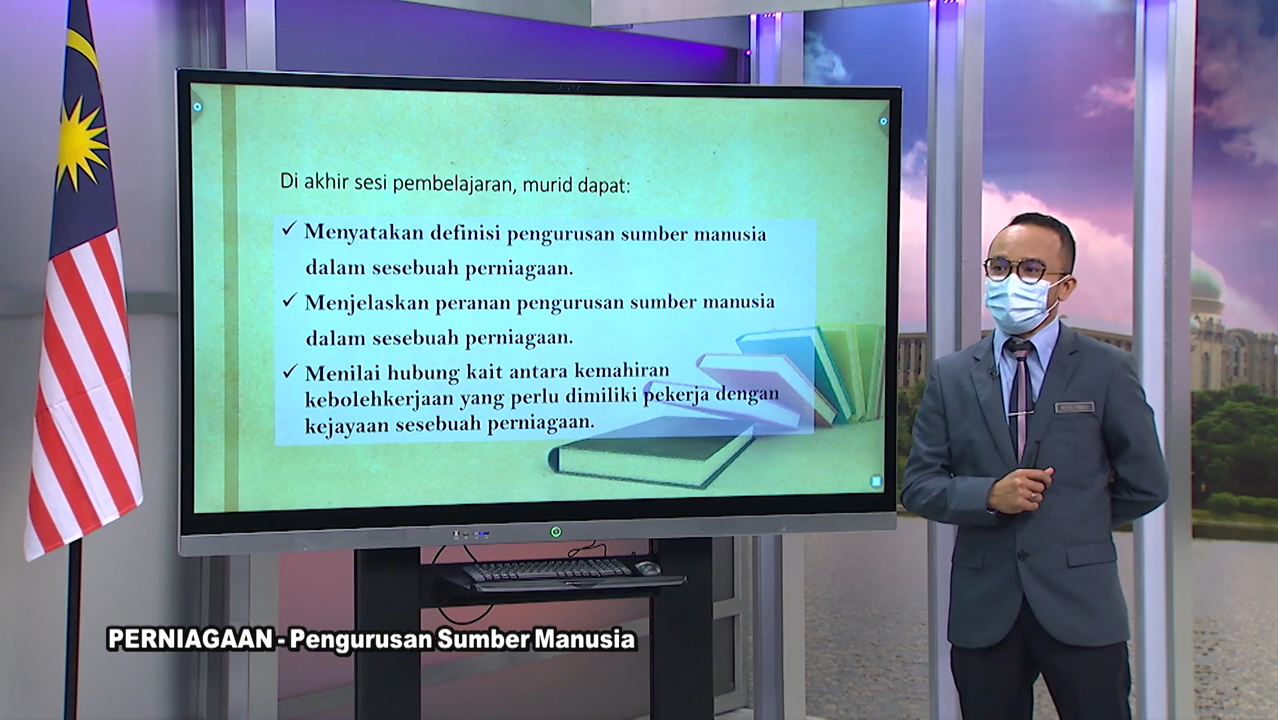 Di akhir sesi pembelajaran, murid dapat:
✓ Menyatakan definisi pengurusan sumber manusia
dalam sesebuah perniagaan.
✓ Menjelaskan peranan pengurusan sumber manusia
dalam sesebuah perniagaan.
✓ Menilai hubung kait antara kemahiran
kebolehkerjaan yang perlu dimiliki pekerja dengan
kejayaan sesebuah perniagaan.
PERNIAGAAN - Pengurusan Sumber Manusia